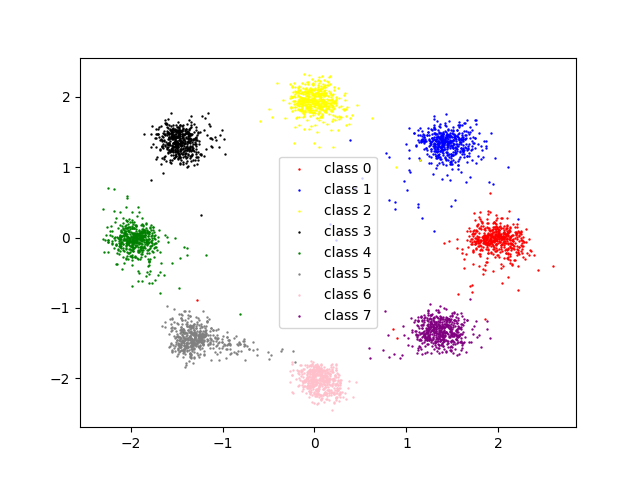 2
1
0
−1
−2
class 0
class 1
class 2
class 3
class 4
class 5
class 6
class 7
−2 −1 0 1 2